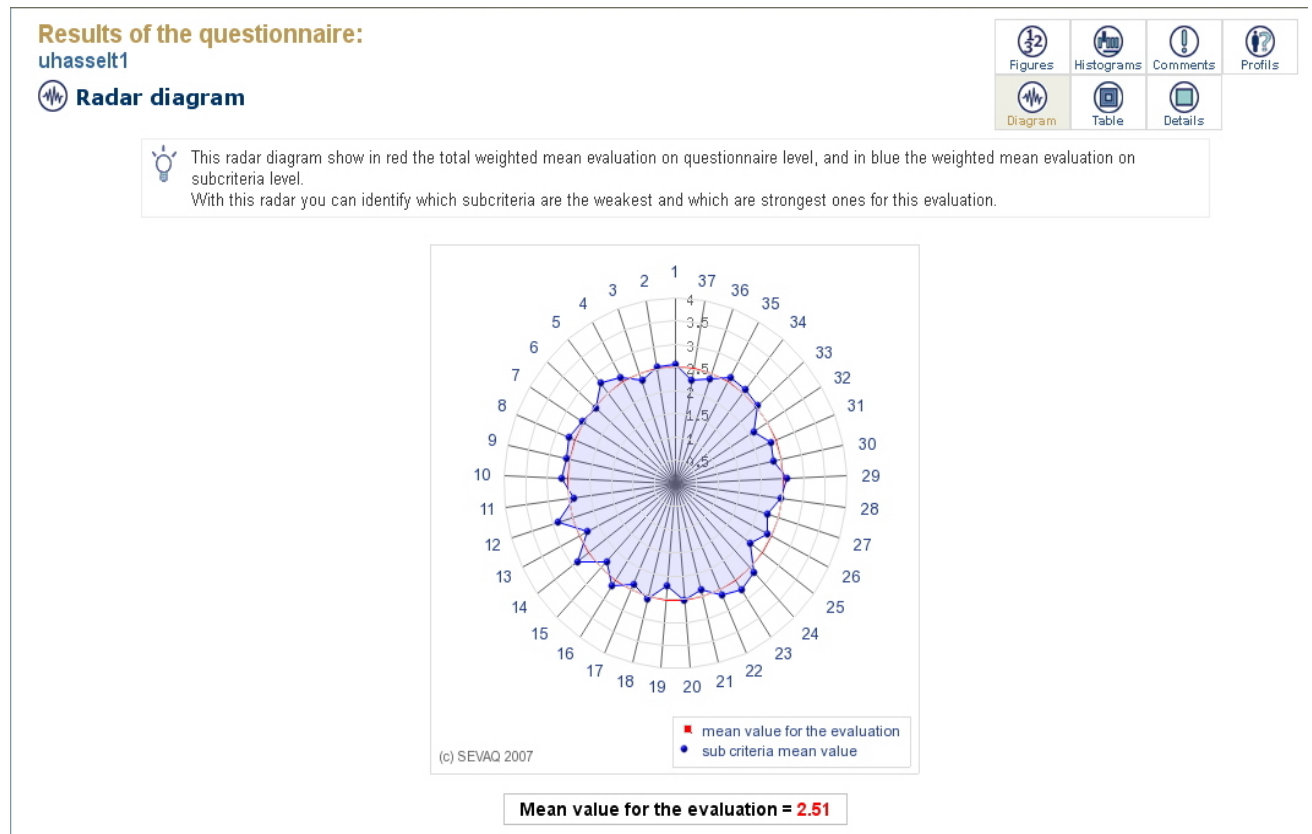 Results of the questionnaire:
uhasselt1
Radar diagram
Figures
Histograms
Comments
Profils
Diagram
Table
Details
This radar diagram show in red the total weighted mean evaluation on questionnaire level, and in blue the weighted mean evaluation on
subcriteria level.
With this radar you can identify which subcriteria are the weakest and which are strongest ones for this evaluation.
1
2
3
4
5
6
7
8
9
10
11
12
13
14
15
16
17
18
19
20
21
22
23
24
25
26
27
28
29
30
31
32
33
34
35
36
37
4
3.5
3
2.5
2
1.5
1
0.5
mean value for the evaluation
sub criteria mean value
(c) SEVAQ 2007
Mean value for the evaluation = 2.51